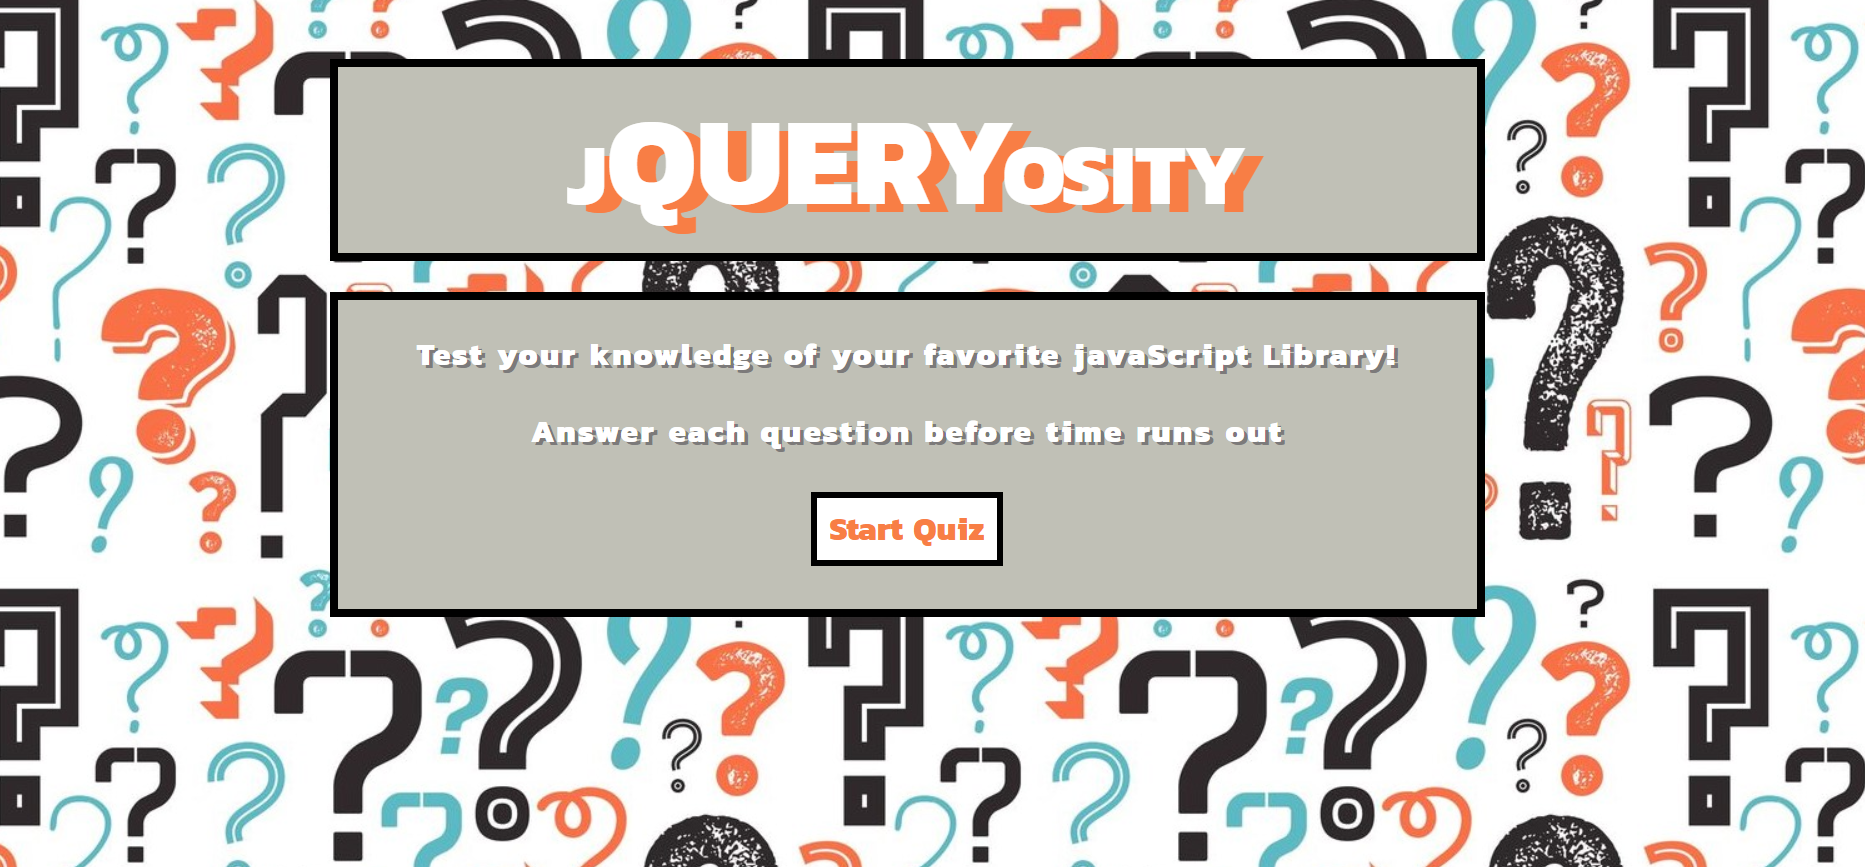 jQUERYOSITY
Test your knowledge of your favorite javaScript Library!
Answer each question before time runs out
Start Quiz